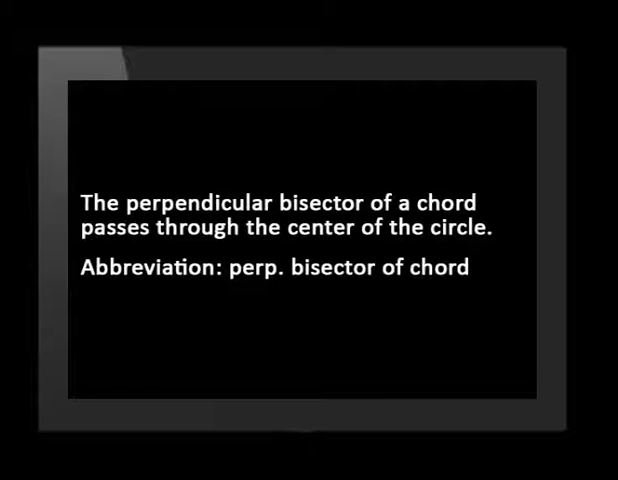 The perpendicular bisector of a chord
passes through the center of the circle.
Abbreviation: perp. bisector of chord